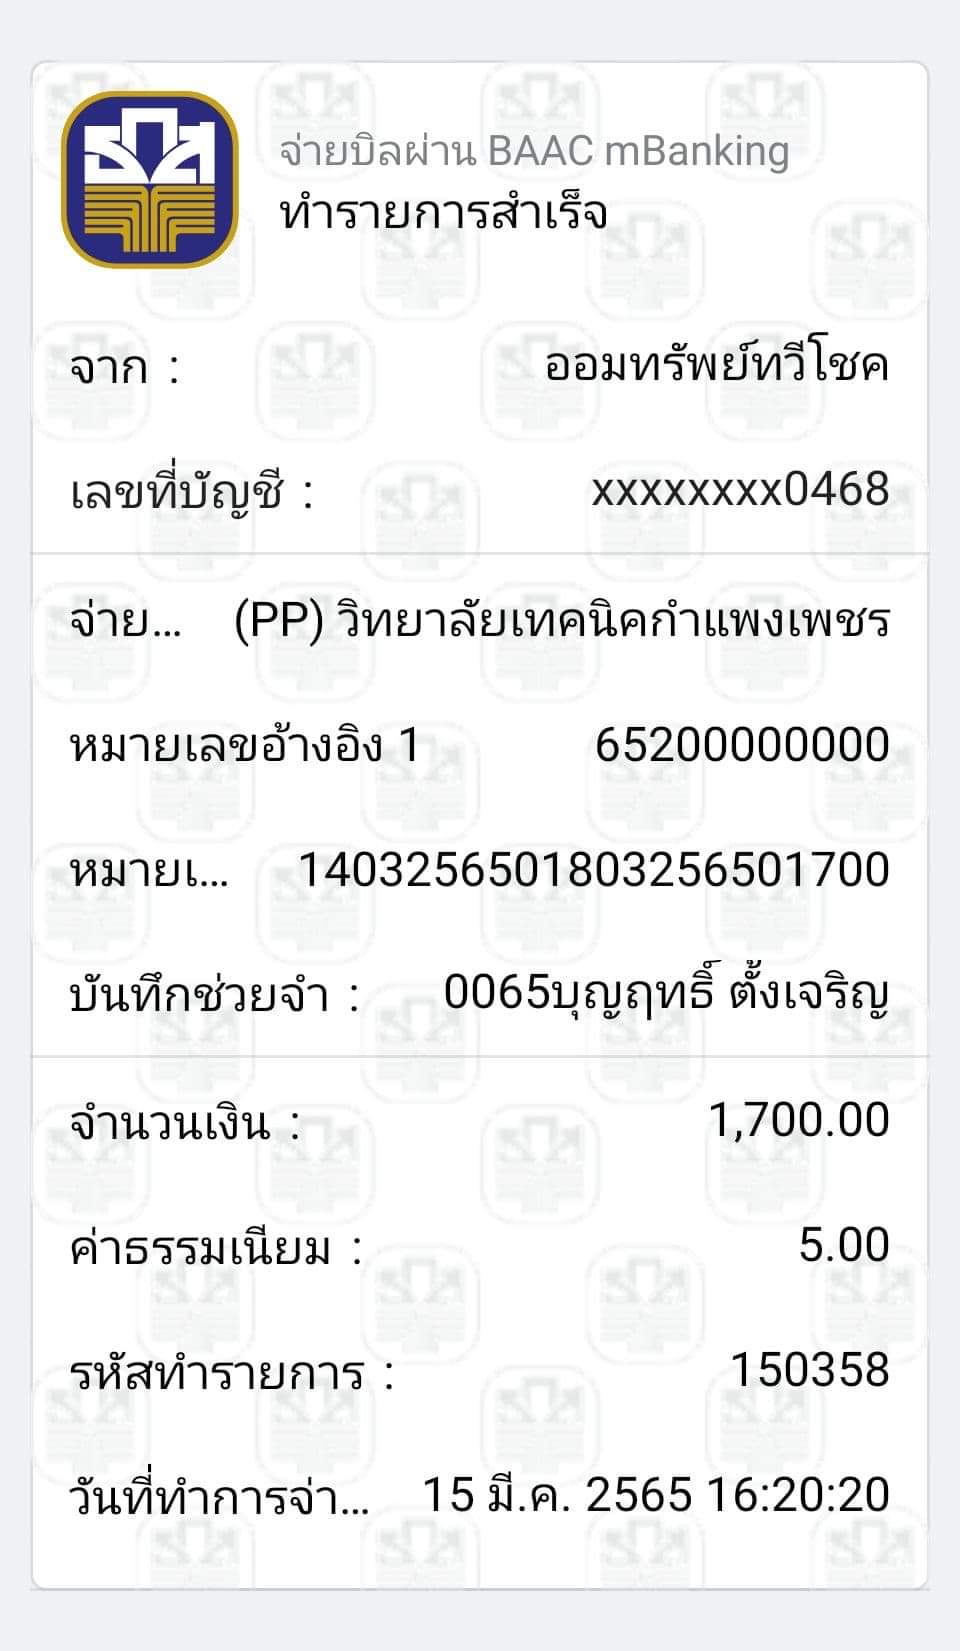 ธกส
จ่ายบิลผ่าน BAAC mBanking
ทำรายการสำเร็จ
จาก : ออมทรัพย์ทวีโชค
เลขที่บัญชี : xxxxxxxx0468
จ่าย... (PP) วิทยาลัยเทคนิคกำแพงเพชร
หมายเลขอ้างอิง 1 65200000000
หมายเ... 1403256501803256501700
บันทึกช่วยจำ : 0065บุญฤทธิ์ ตั้งเจริญ
จำนวนเงิน : 1,700.00
ค่าธรรมเนียม : 5.00
รหัสทำรายการ : 150358
วันที่ทำการจ่า... 15 มี.ค. 2565 16:20:20